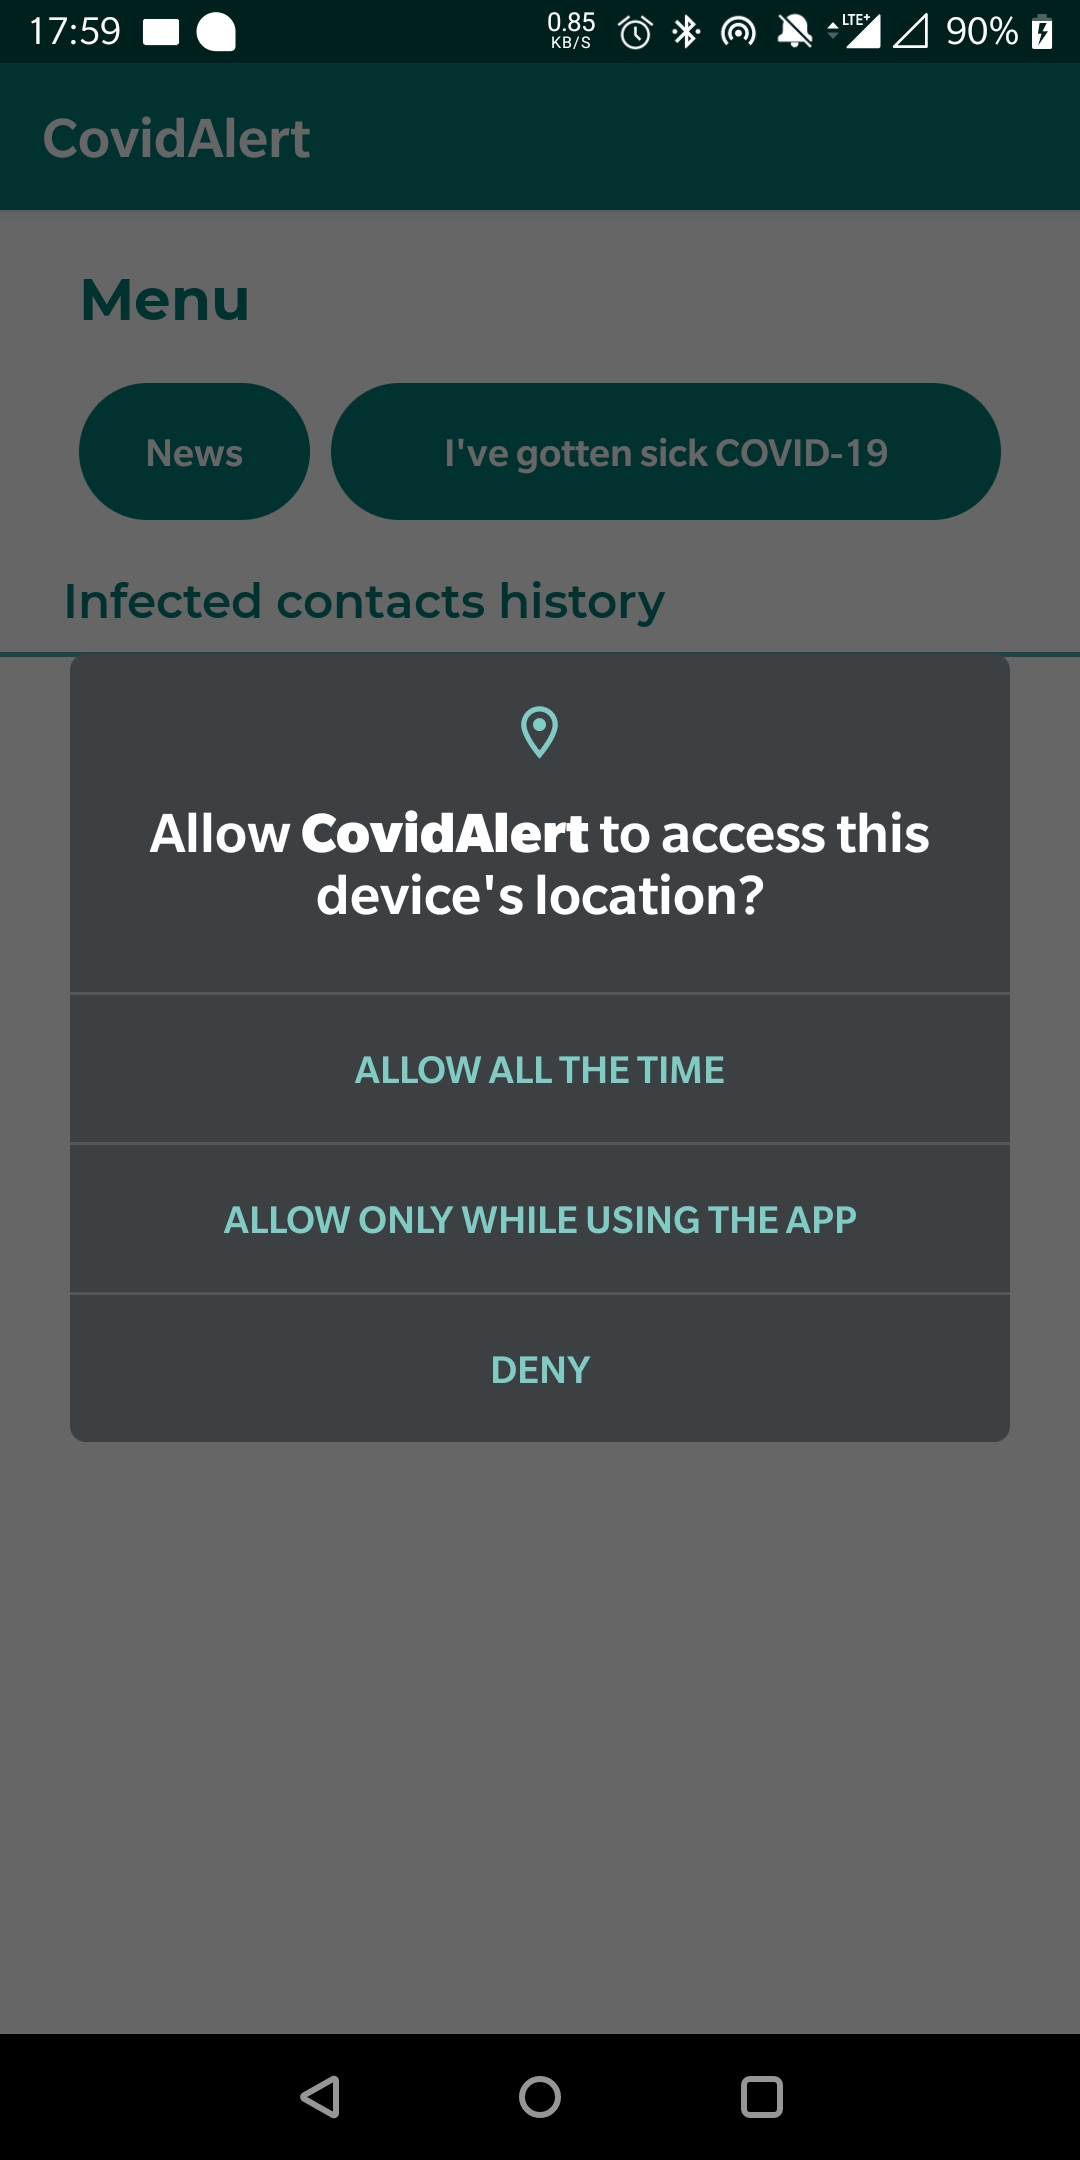 17:59 0.85 KB/S LTE+ 90%
CovidAlert
Menu
News I've gotten sick COVID-19
Infected contacts history
Allow CovidAlert to access this
device's location?
ALLOW ALL THE TIME
ALLOW ONLY WHILE USING THE APP
DENY